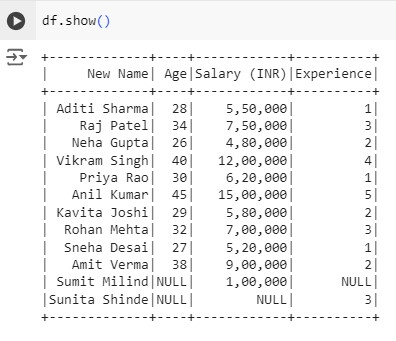 df.show()
+-------------+----+------------+----------+
|     New Name| Age|Salary (INR)|Experience|
+-------------+----+------------+----------+
| Aditi Sharma|  28|    5,50,000|         1|
|    Raj Patel|  34|    7,50,000|         3|
|   Neha Gupta|  26|    4,80,000|         2|
| Vikram Singh|  40|   12,00,000|         4|
|    Priya Rao|  30|    6,20,000|         1|
|   Anil Kumar|  45|   15,00,000|         5|
| Kavita Joshi|  29|    5,80,000|         2|
|  Rohan Mehta|  32|    7,00,000|         3|
| Sneha Desai|  27|    5,20,000|         1|
|   Amit Verma|  38|    9,00,000|         2|
| Sumit Milind|NULL|    1,00,000|      NULL|
|Sunita Shinde|NULL|        NULL|         3|
+-------------+----+------------+----------+